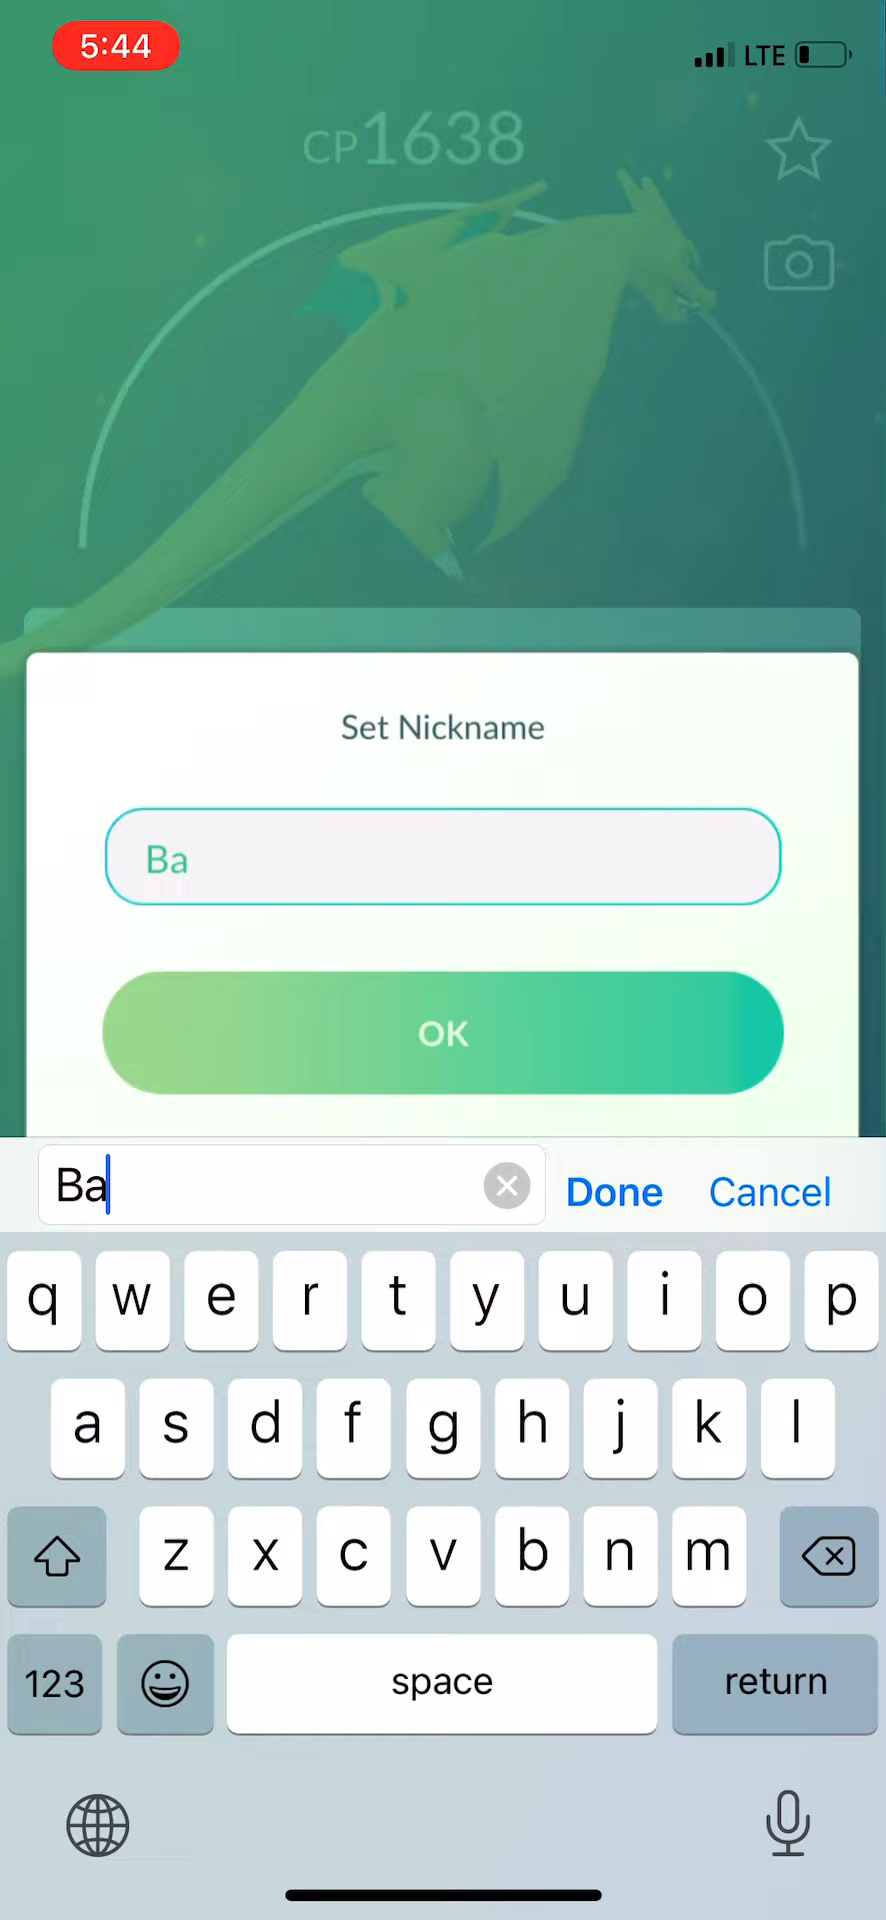 5:44
LTE
CP1638
Set Nickname
Ba
OK
Ba
Done
Cancel
q w e r t y u i o p
a s d f g h j k l
z x c v b n m
123
space
return